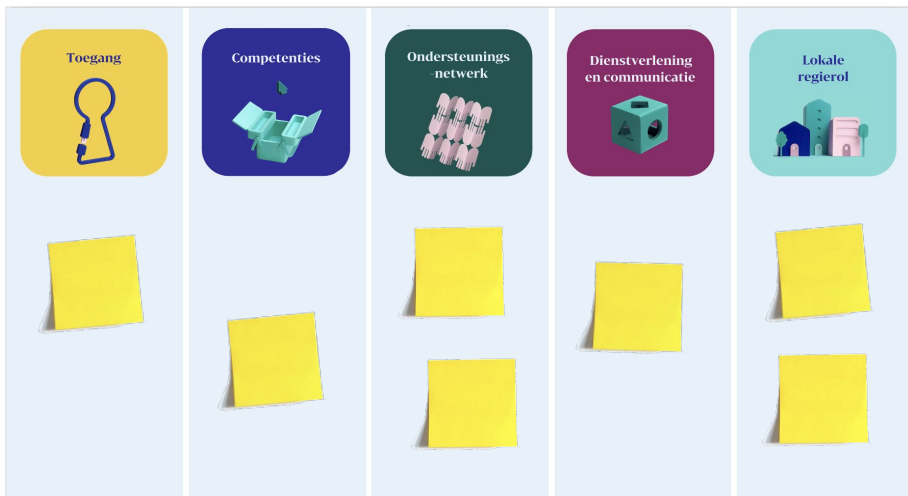 Toegang
Competenties
Ondersteunings
-netwerk
Dienstverlening
en communicatie
Lokale
regierol